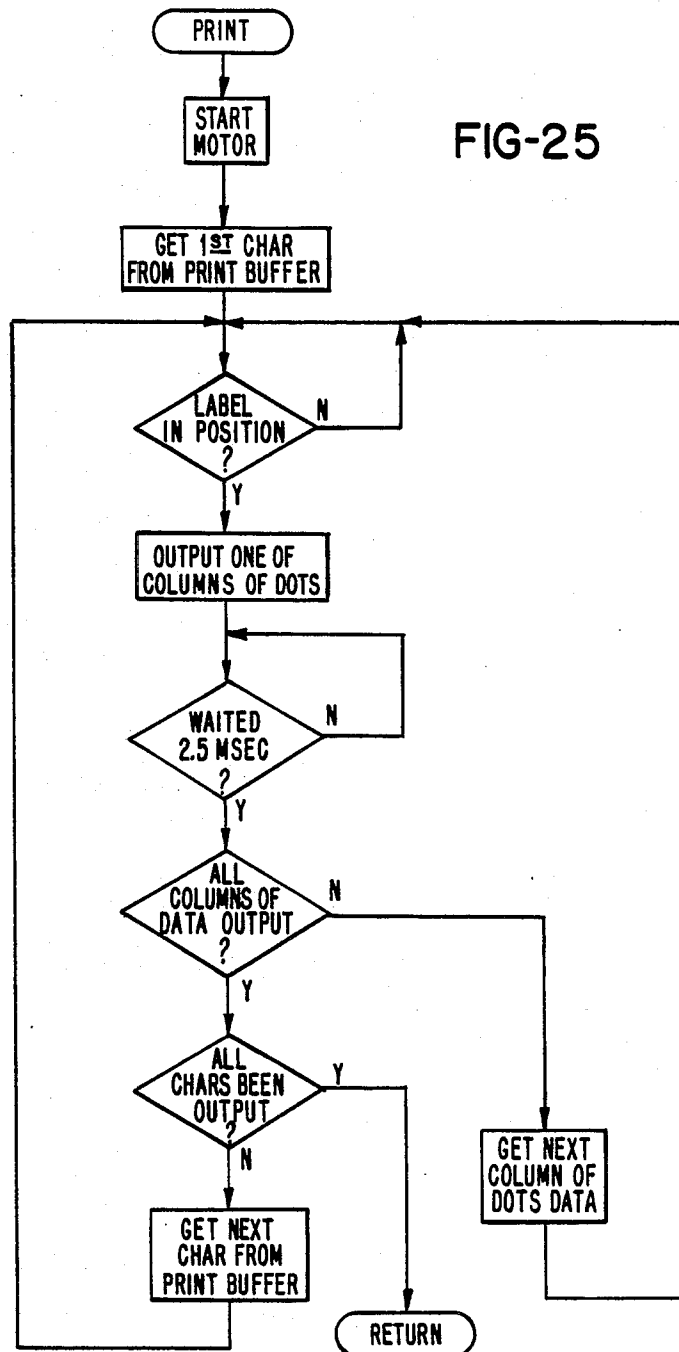 PRINT
START
MOTOR
FIG-25
GET 1ST CHAR
FROM PRINT BUFFER
LABEL
IN POSITION
?
N
Y
OUTPUT ONE OF
COLUMNS OF DOTS
WAITED
2.5 MSEC
?
N
Y
ALL
COLUMNS OF
DATA OUTPUT
?
N
Y
ALL
CHARS BEEN
OUTPUT
?
Y
N
GET NEXT
COLUMN OF
DOTS DATA
GET NEXT
CHAR FROM
PRINT BUFFER
RETURN